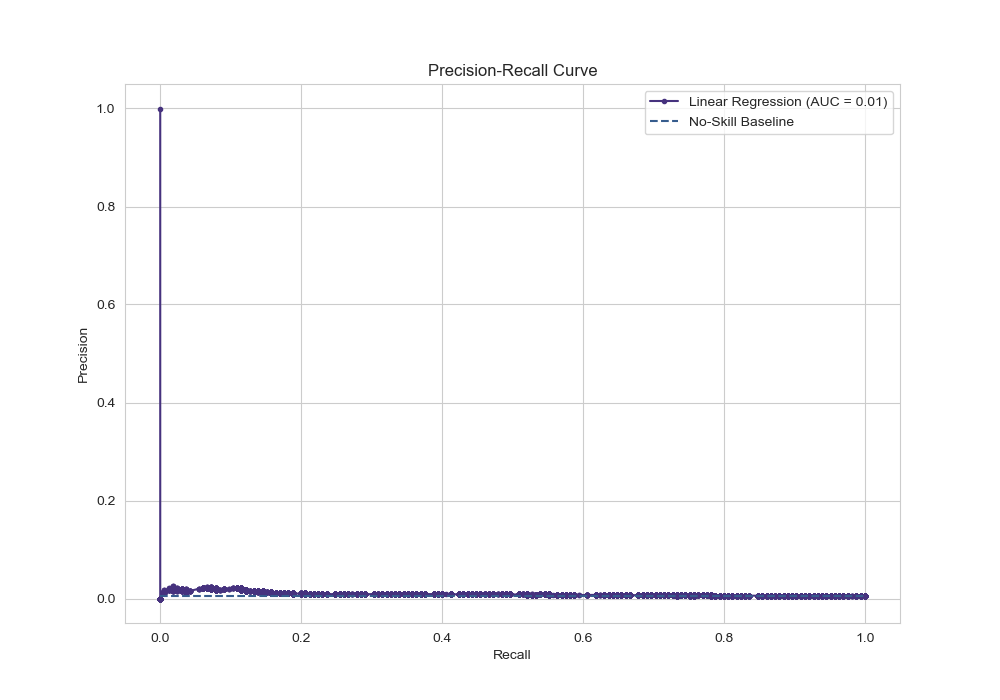 Precision-Recall Curve
Linear Regression (AUC = 0.01)
No-Skill Baseline
1.0
0.8
0.6
0.4
0.2
0.0
Precision
0.0 0.2 0.4 0.6 0.8 1.0
Recall